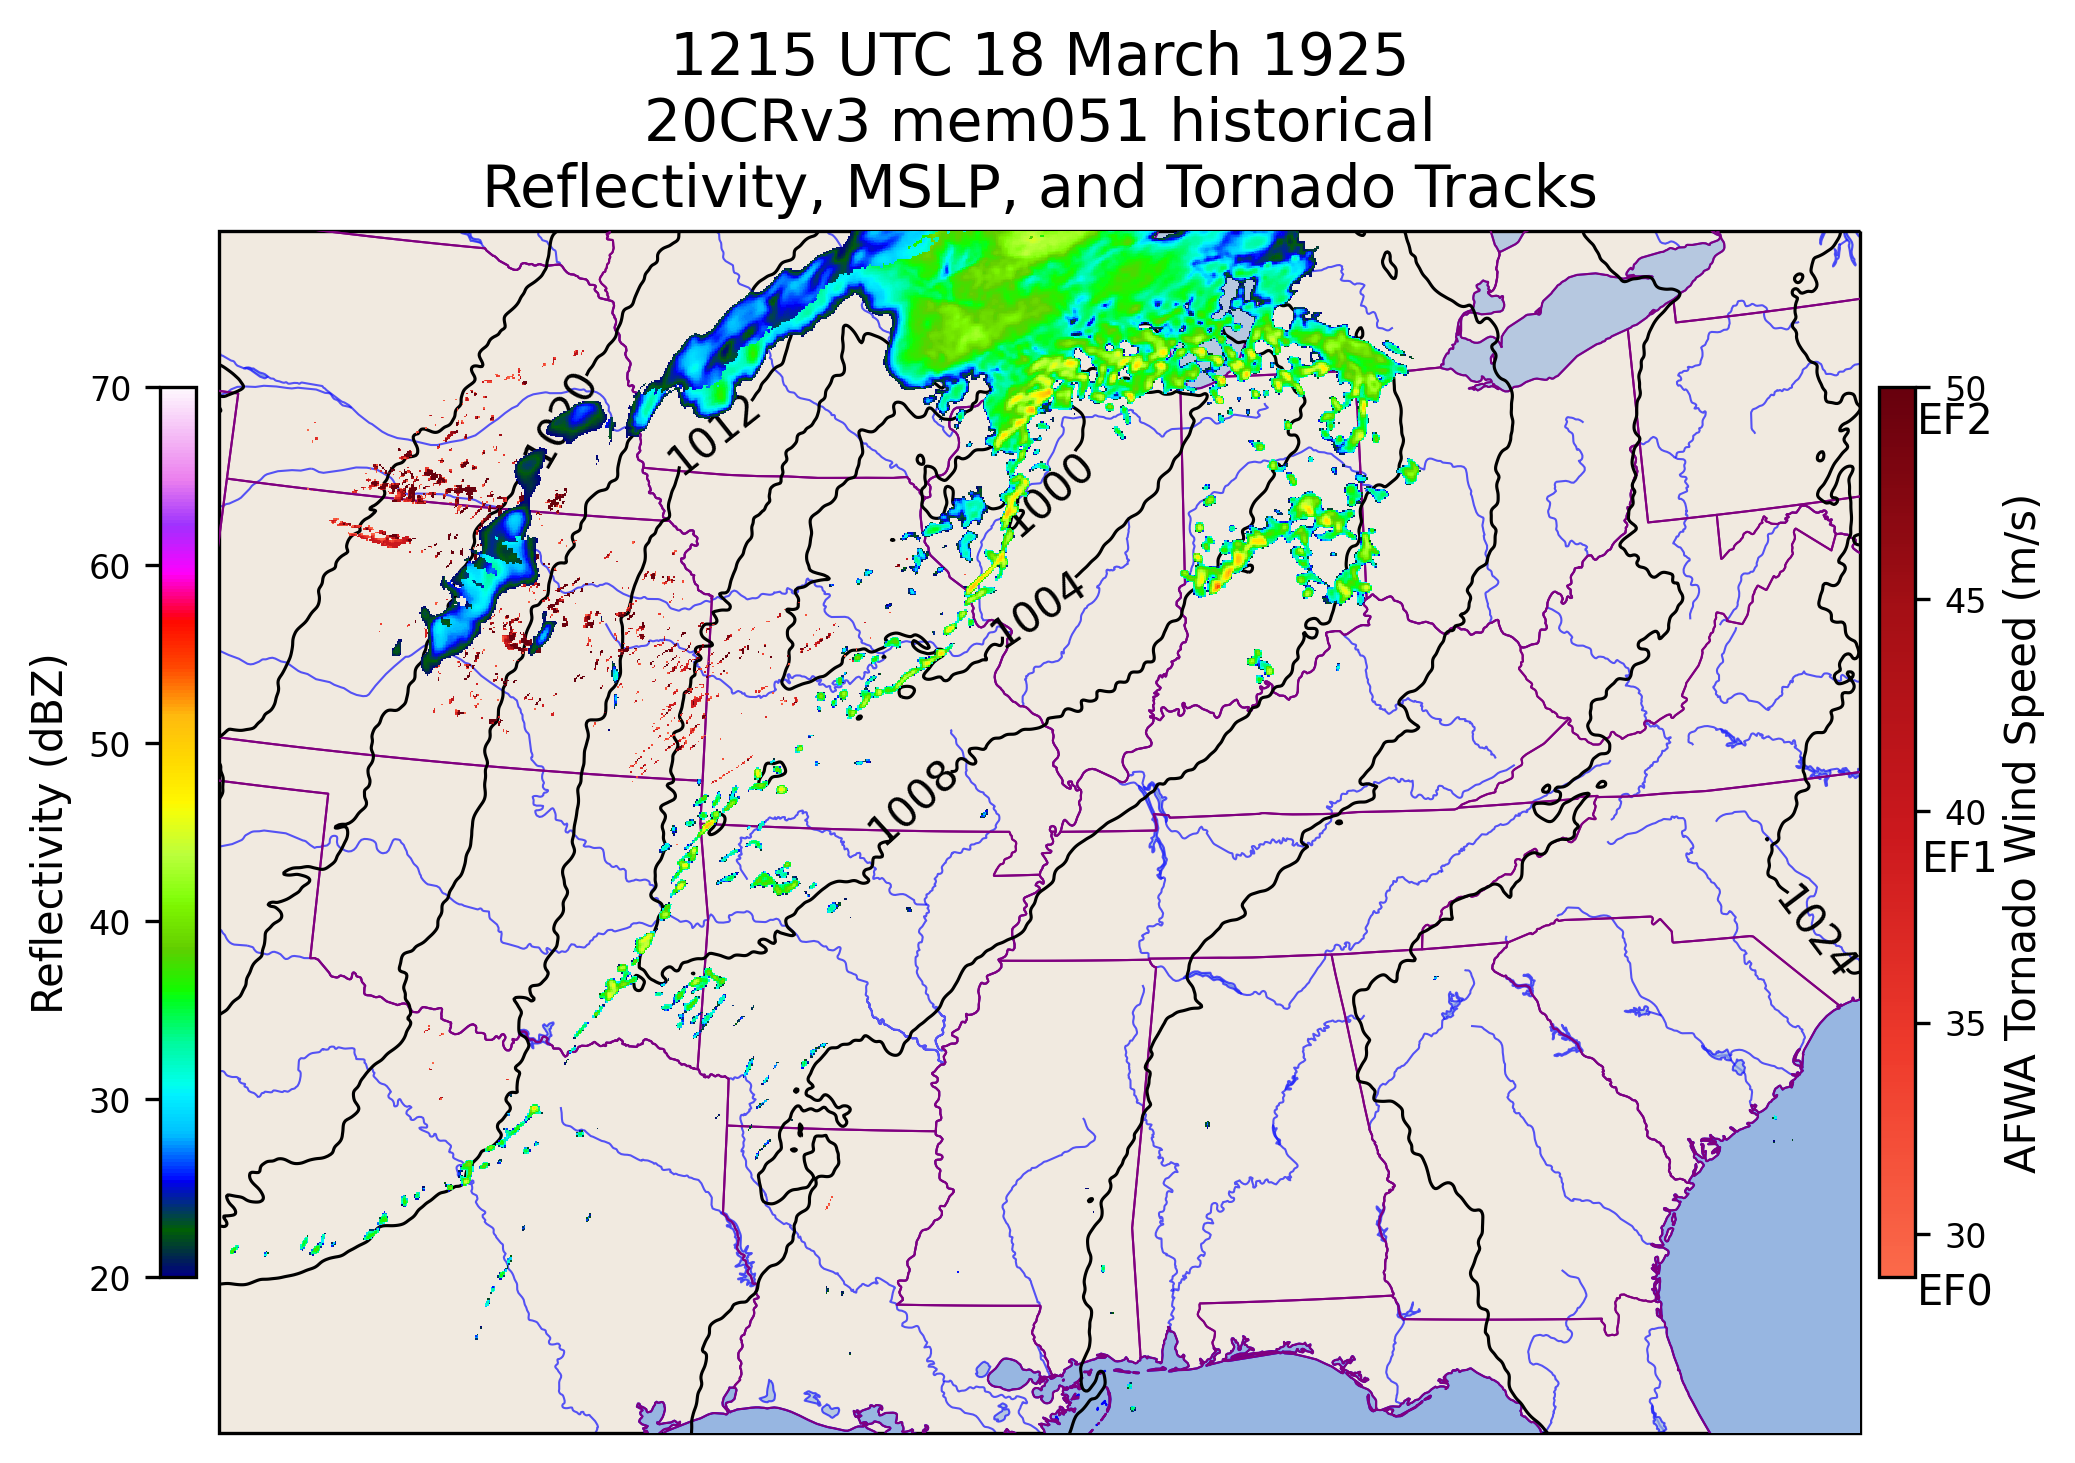 1215 UTC 18 March 1925
20CRv3 mem051 historical
Reflectivity, MSLP, and Tornado Tracks
Reflectivity (dBZ)
70
60
50
40
30
20
1020
1012
1000
1004
1008
1024
50
EF2
45
40
EF1
35
30
EF0
AFWA Tornado Wind Speed (m/s)